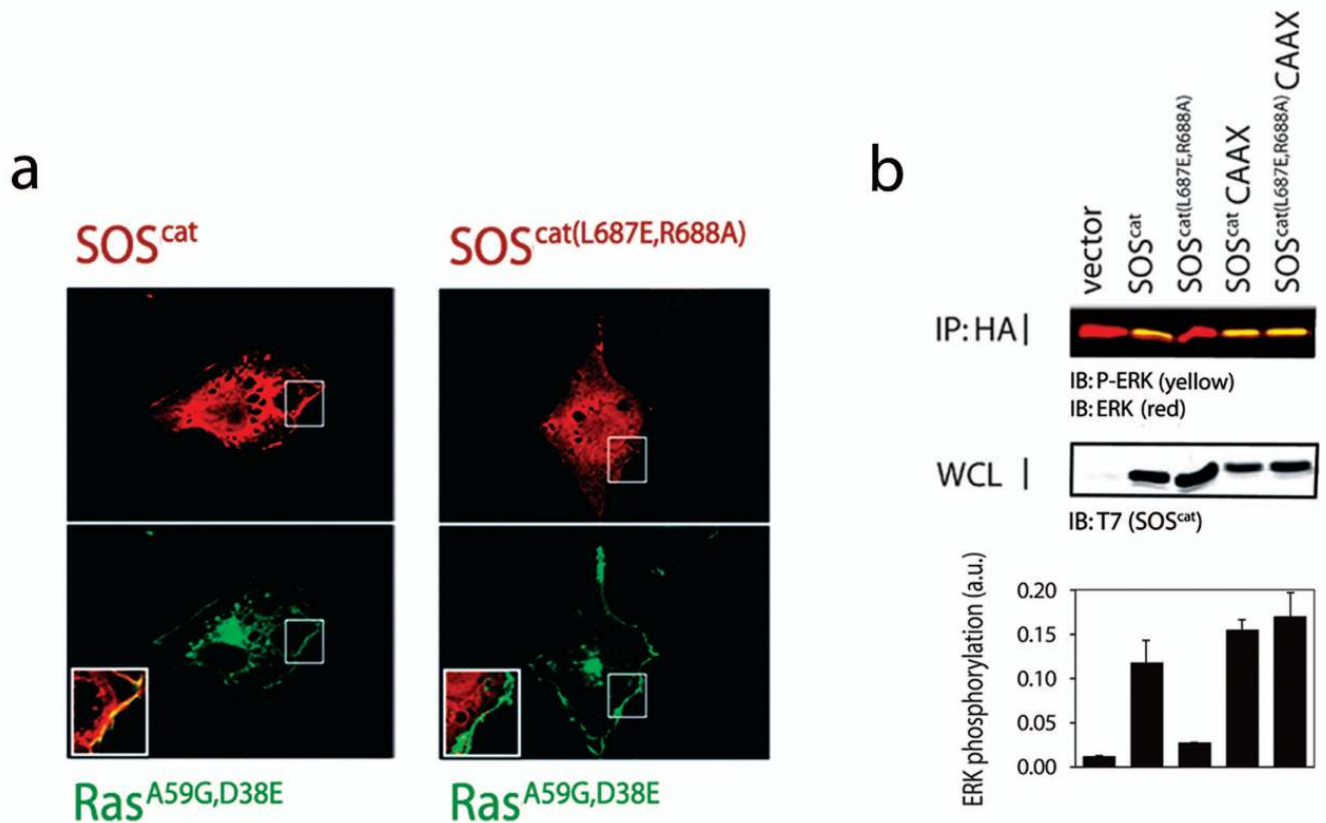 a
SOS^cat
SOS^cat(L687E,R688A)
Ras^A59G,D38E
Ras^A59G,D38E
b
vector
SOS^cat
SOS^cat(L687E,R688A)
SOS^cat CAAX
SOS^cat(L687E,R688A) CAAX
IP: HA
IB: P-ERK (yellow)
IB: ERK (red)
WCL
IB: T7 (SOS^cat)
ERK phosphorylation (a.u.)
0.20
0.15
0.10
0.05
0.00